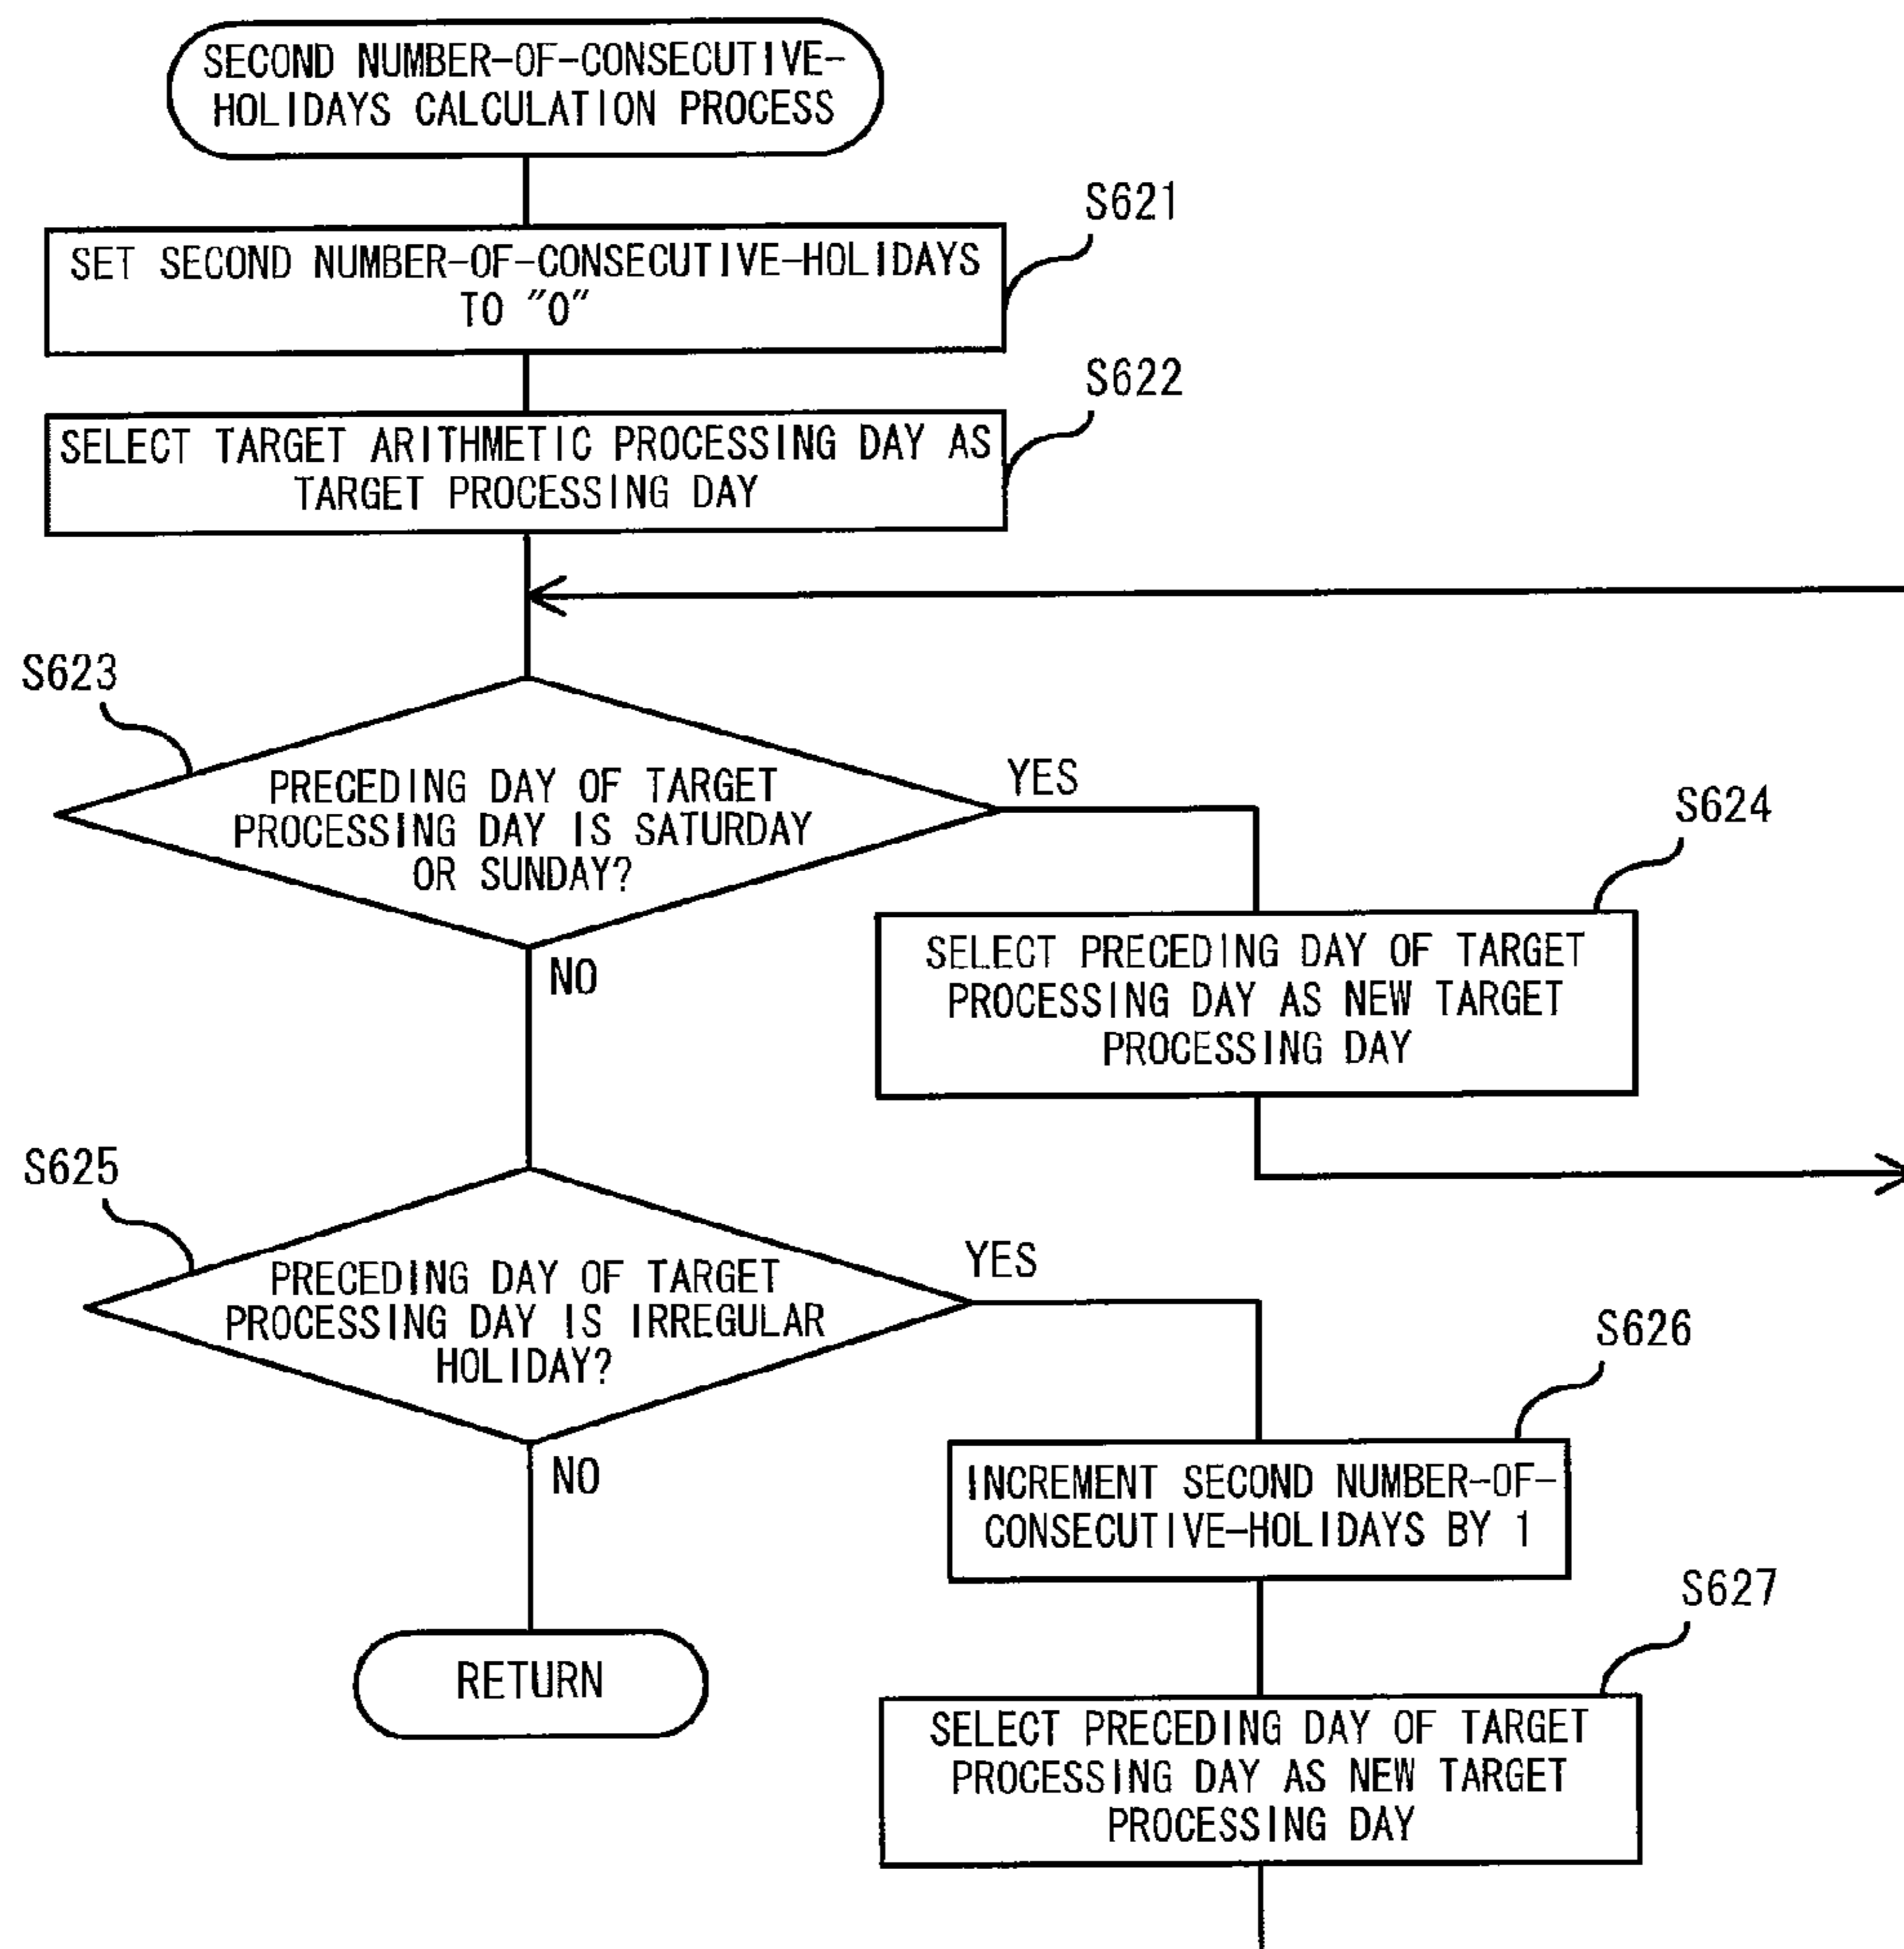 SECOND NUMBER-OF-CONSECUTIVE-
HOLIDAYS CALCULATION PROCESS
S621
SET SECOND NUMBER-OF-CONSECUTIVE-HOLIDAYS
TO "0"
S622
SELECT TARGET ARITHMETIC PROCESSING DAY AS
TARGET PROCESSING DAY
S623
PRECEDING DAY OF TARGET
PROCESSING DAY IS SATURDAY
OR SUNDAY?
YES
NO
S624
SELECT PRECEDING DAY OF TARGET
PROCESSING DAY AS NEW TARGET
PROCESSING DAY
S625
PRECEDING DAY OF TARGET
PROCESSING DAY IS IRREGULAR
HOLIDAY?
YES
NO
S626
INCREMENT SECOND NUMBER-OF-
CONSECUTIVE-HOLIDAYS BY 1
S627
SELECT PRECEDING DAY OF TARGET
PROCESSING DAY AS NEW TARGET
PROCESSING DAY
RETURN